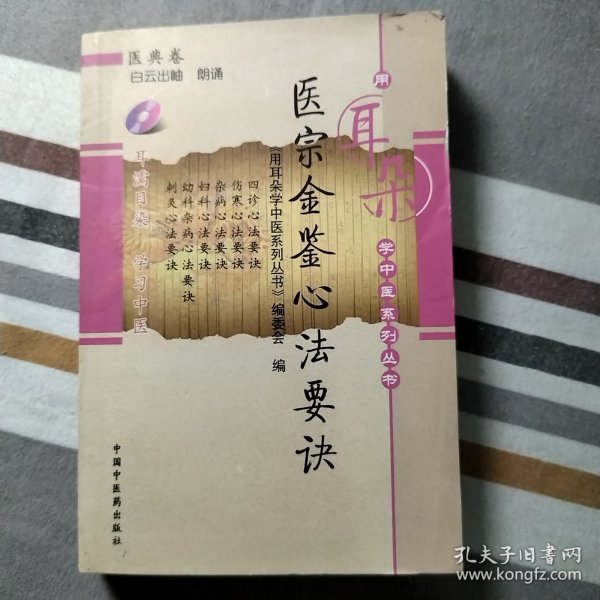 医典卷
白云出岫 朗诵
用耳朵学中医系列丛书
医宗金鉴心法要诀
《用耳朵学中医系列丛书》编委会 编
四诊心法要诀
伤寒心法要诀
杂病心法要诀
妇科心法要诀
幼科杂病心法要诀
刺灸心法要诀
耳濡目染 学习中医
中国中医药出版社
孔夫子旧书网
www.kongfz.com